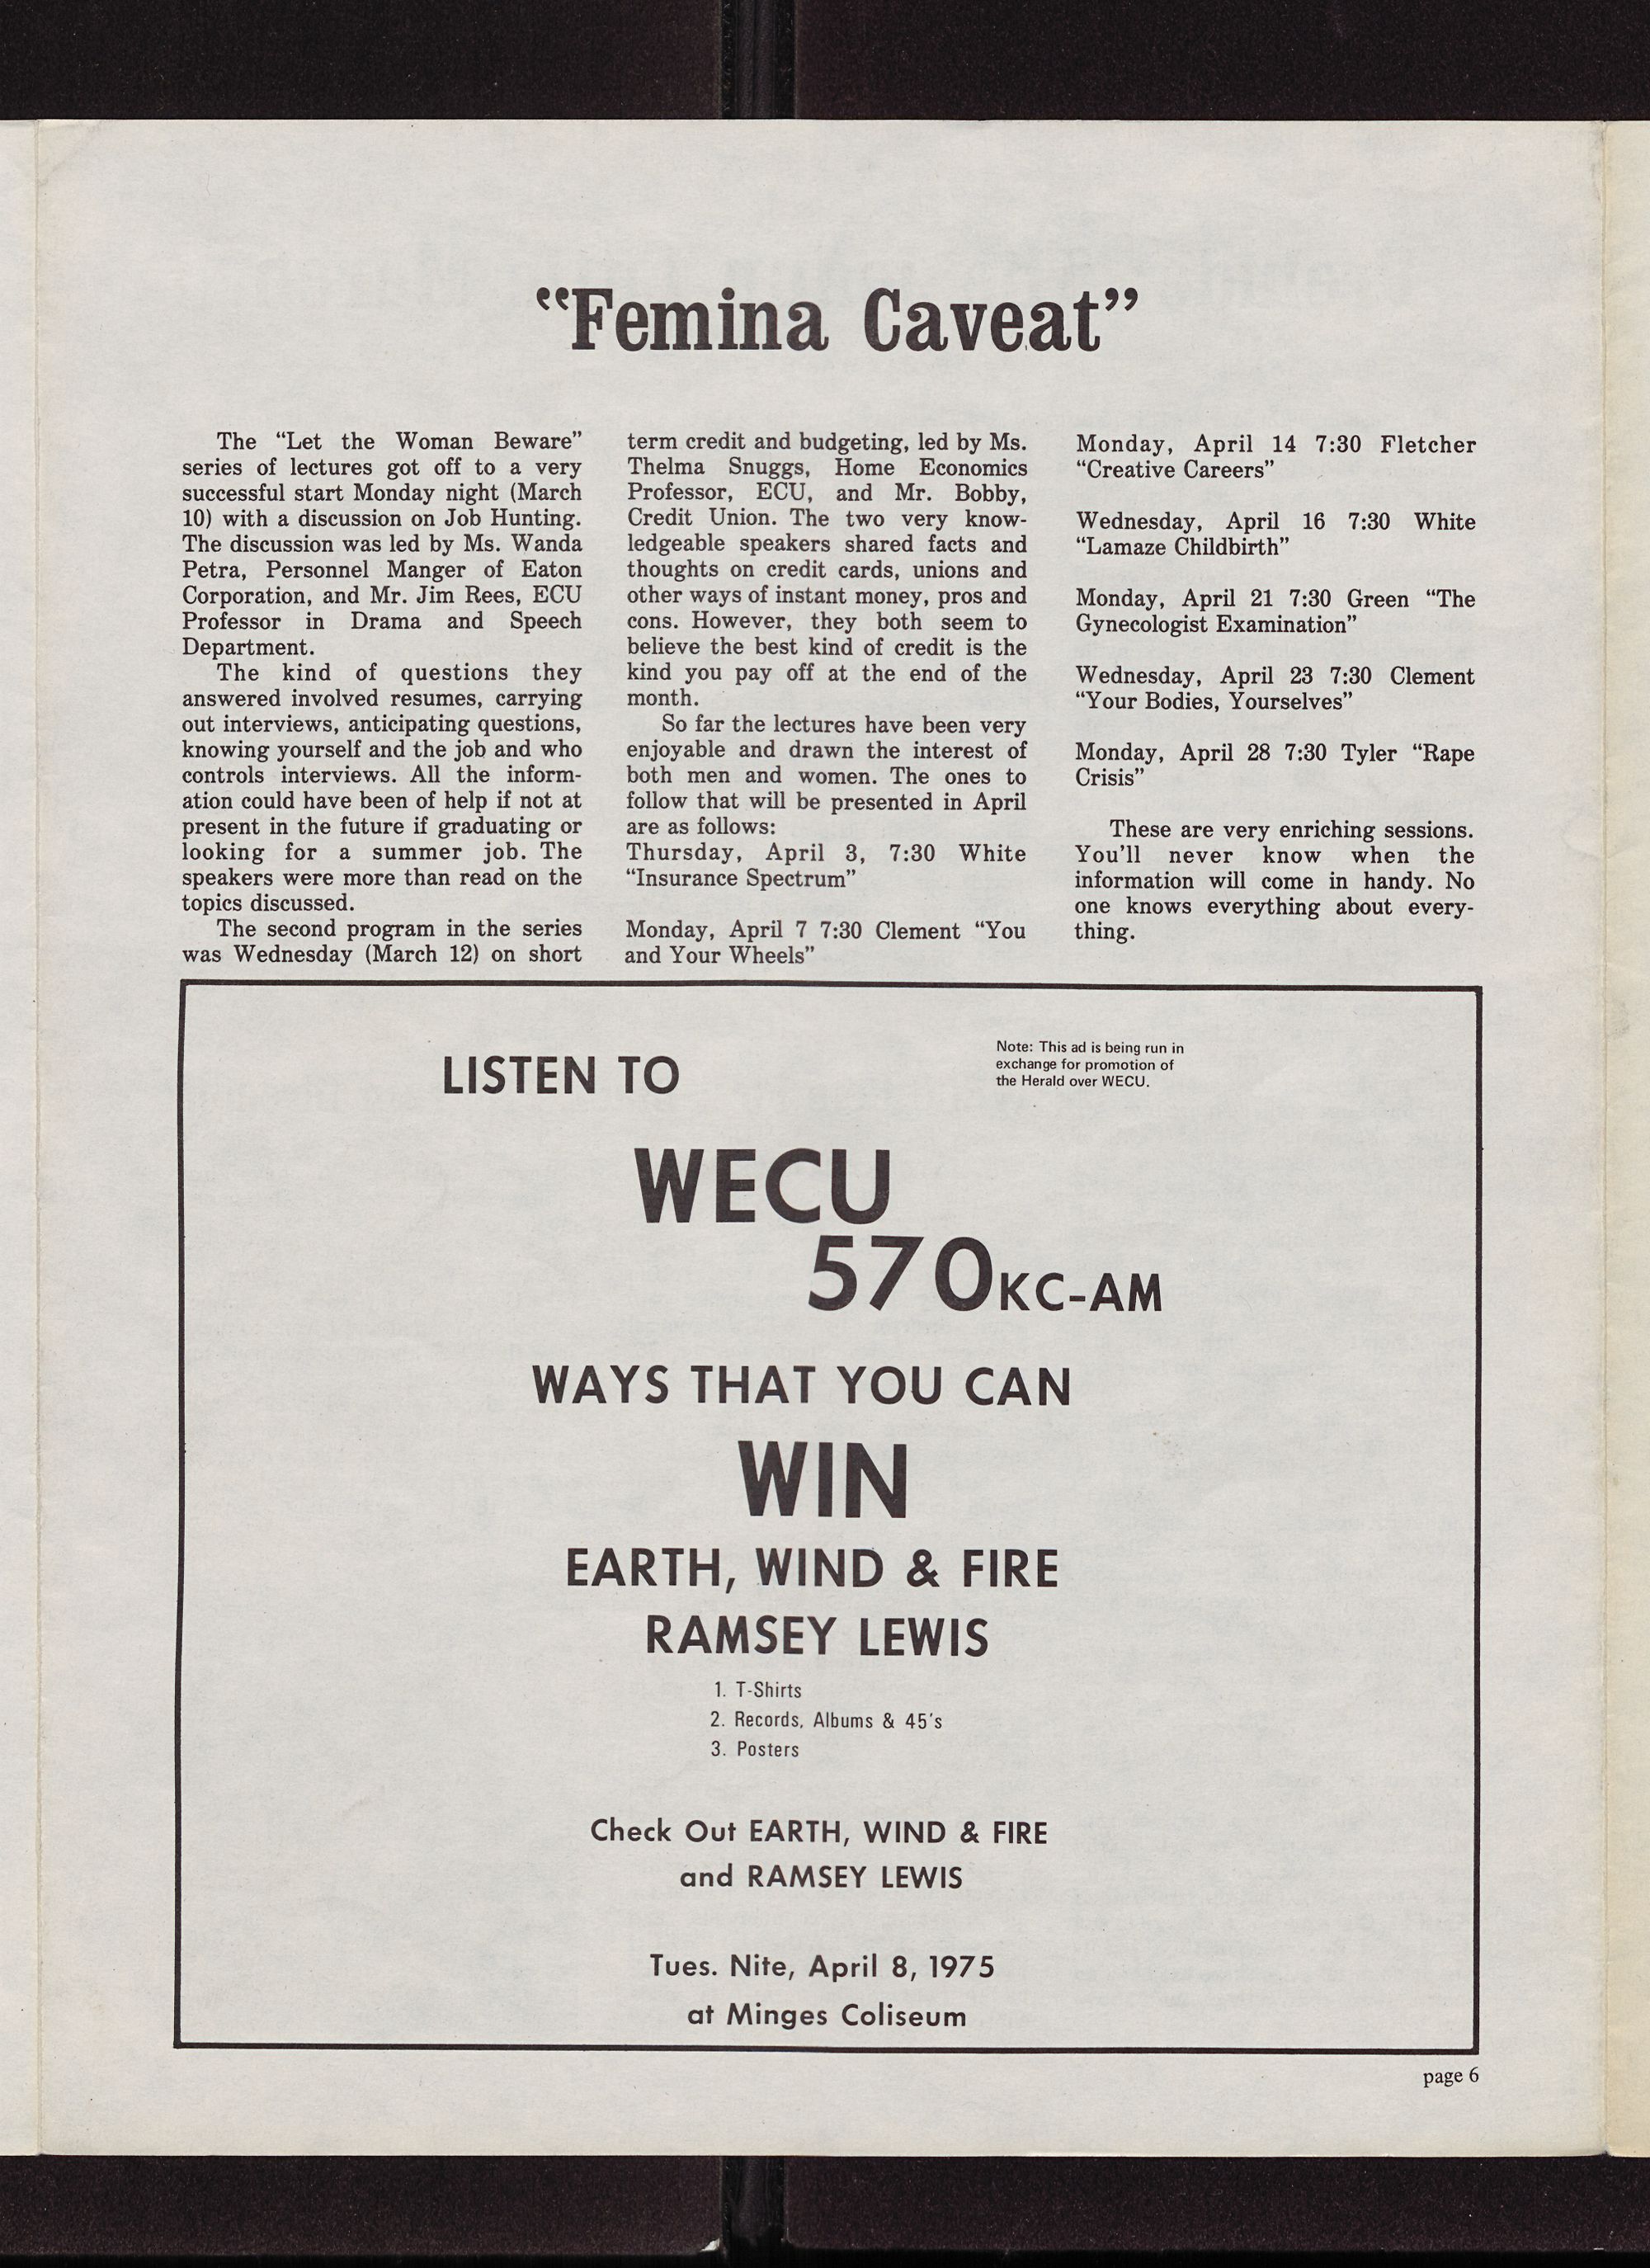 “Femina Caveat”
The “Let the Woman Beware”
series of lectures got off to a very
successful start Monday night (March
10) with a discussion on Job Hunting.
The discussion was led by Ms. Wanda
Petra, Personnel Manger of Eaton
Corporation, and Mr. Jim Rees, ECU
Professor in Drama and Speech
Department.
The kind of questions they
answered involved resumes, carrying
out interviews, anticipating questions,
knowing yourself and the job and who
controls interviews. All the inform-
ation could have been of help if not at
present in the future if graduating or
looking for a summer job. The
speakers were more than read on the
topics discussed.
The second program in the series
was Wednesday (March 12) on short
term credit and budgeting, led by Ms.
Thelma Snuggs, Home Economics
Professor, ECU, and Mr. Bobby,
Credit Union. The two very know-
ledgeable speakers shared facts and
thoughts on credit cards, unions and
other ways of instant money, pros and
cons. However, they both seem to
believe the best kind of credit is the
kind you pay off at the end of the
month.
So far the lectures have been very
enjoyable and drawn the interest of
both men and women. The ones to
follow that will be presented in April
are as follows:
Thursday, April 3, 7:30 White
“Insurance Spectrum”
Monday, April 7 7:30 Clement “You
and Your Wheels”
Monday, April 14 7:30 Fletcher
“Creative Careers”
Wednesday, April 16 7:30 White
“Lamaze Childbirth”
Monday, April 21 7:30 Green “The
Gynecologist Examination”
Wednesday, April 23 7:30 Clement
“Your Bodies, Yourselves”
Monday, April 28 7:30 Tyler “Rape
Crisis”
These are very enriching sessions.
You’ll never know when the
information will come in handy. No
one knows everything about every-
thing.
LISTEN TO
Note: This ad is being run in
exchange for promotion of
the Herald over WECU.
WECU
570KC-AM
WAYS THAT YOU CAN
WIN
EARTH, WIND & FIRE
RAMSEY LEWIS
1. T-Shirts
2. Records, Albums & 45’s
3. Posters
Check Out EARTH, WIND & FIRE
and RAMSEY LEWIS
Tues. Nite, April 8, 1975
at Minges Coliseum
page 6